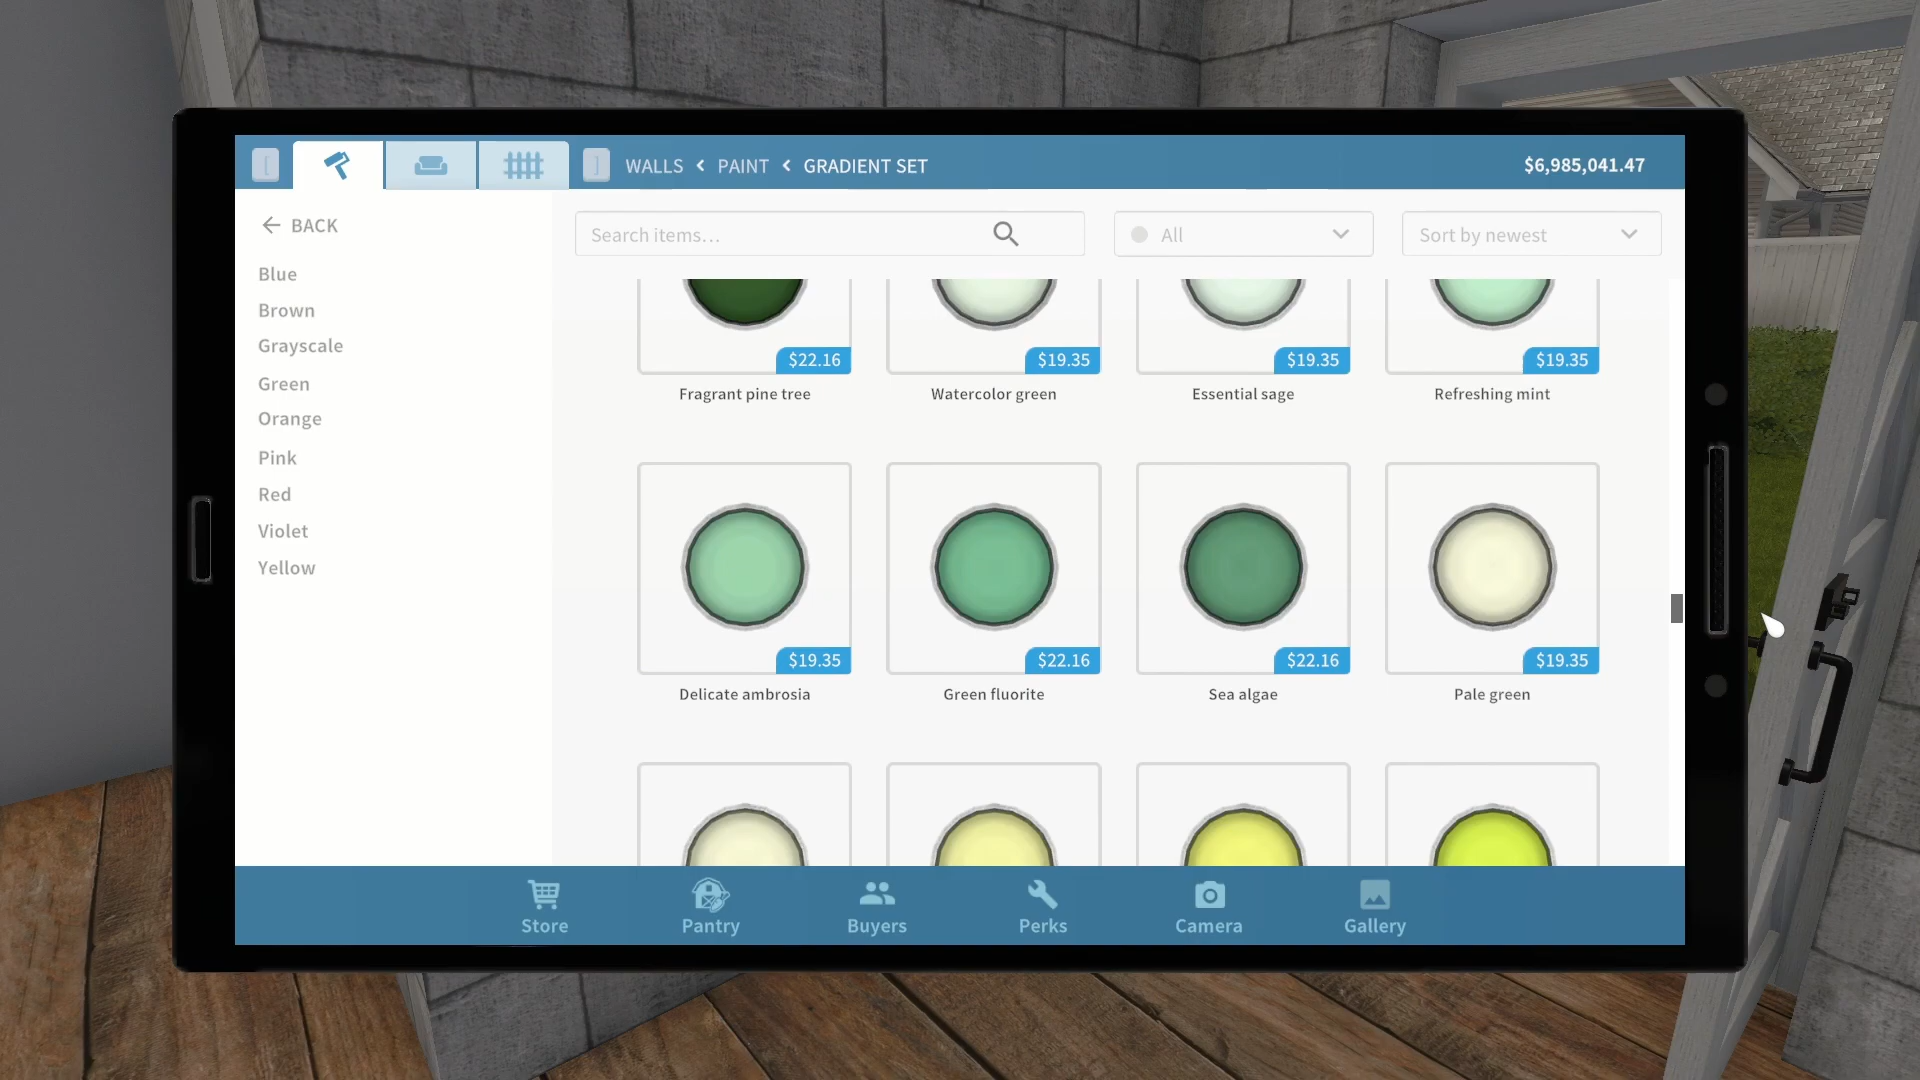 [ ] WALLS < PAINT < GRADIENT SET $6,985,041.47
BACK
Search items...
All
Sort by newest
Blue
Brown
Grayscale
Green
Orange
Pink
Red
Violet
Yellow
$22.16 $19.35 $19.35 $19.35
Fragrant pine tree Watercolor green Essential sage Refreshing mint
$19.35 $22.16 $22.16 $19.35
Delicate ambrosia Green fluorite Sea algae Pale green
Store Pantry Buyers Perks Camera Gallery